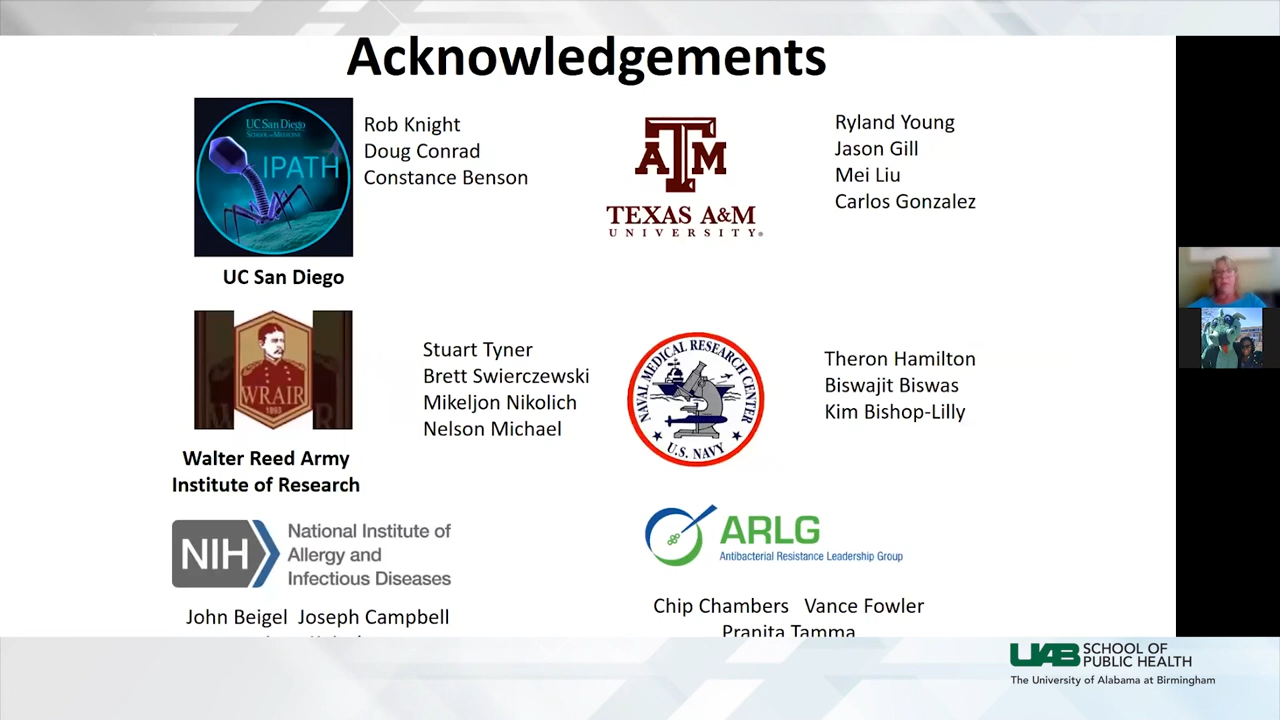 Acknowledgements
UC San Diego
SCHOOL OF MEDICINE
IPATH
Rob Knight
Doug Conrad
Constance Benson
UC San Diego
ATM
TEXAS A&M
UNIVERSITY®
Ryland Young
Jason Gill
Mei Liu
Carlos Gonzalez
WRAIR
1893
Walter Reed Army
Institute of Research
Stuart Tyner
Brett Swierczewski
Mikeljon Nikolich
Nelson Michael
NAVAL MEDICAL RESEARCH CENTER
U.S. NAVY
Theron Hamilton
Biswajit Biswas
Kim Bishop-Lilly
NIH
National Institute of
Allergy and
Infectious Diseases
John Beigel Joseph Campbell
ARLG
Antibacterial Resistance Leadership Group
Chip Chambers Vance Fowler
Pranita Tamma
UAB SCHOOL OF
PUBLIC HEALTH
The University of Alabama at Birmingham